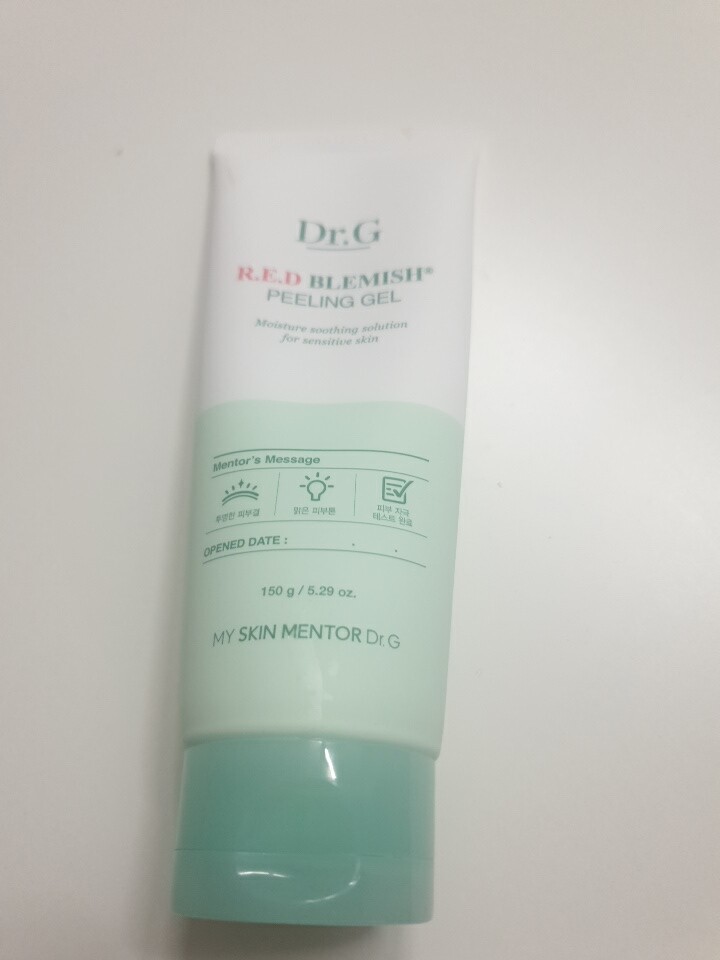 Dr.G
R.E.D BLEMISH®
PEELING GEL
Moisture soothing solution
for sensitive skin
Mentor's Message
투명한 피부결
맑은 피부톤
피부 자극
테스트 완료
OPENED DATE : . .
150 g / 5.29 oz.
MY SKIN MENTOR Dr.G